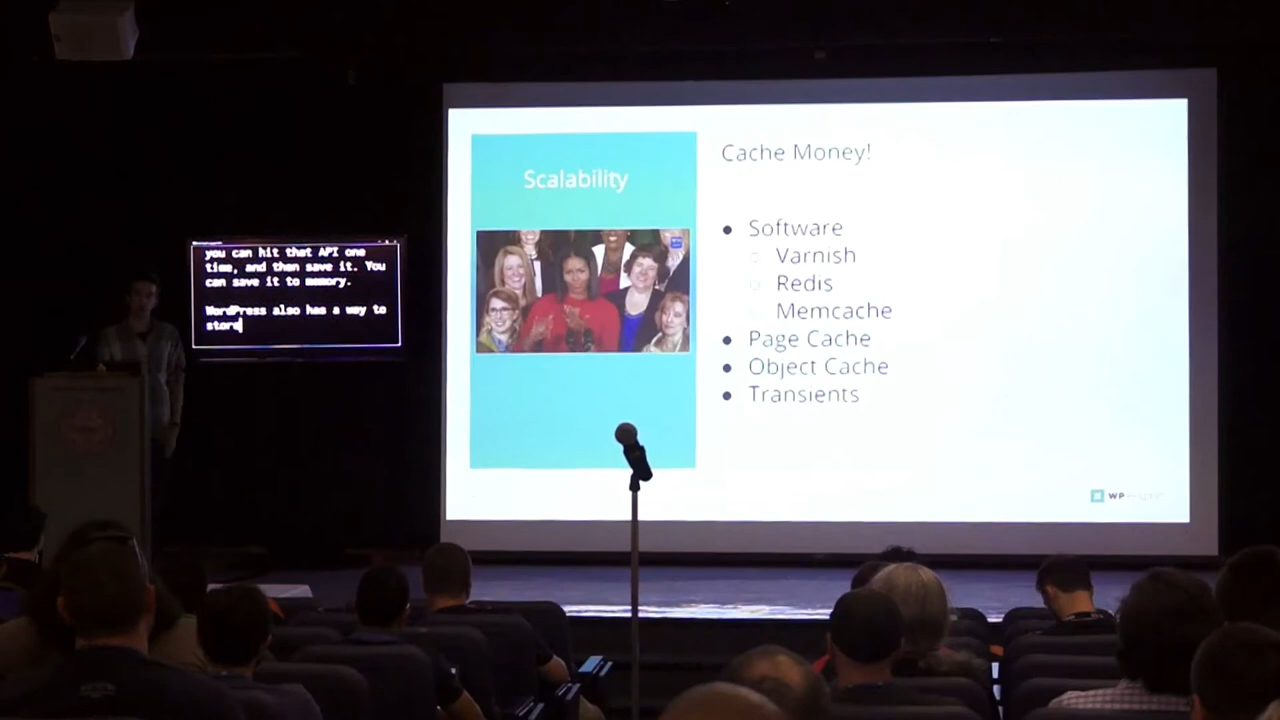 you can hit that API one
time, and then save it. You
can save it to memory.
WordPress also has a way to
store
Scalability
Cache Money!
Software
Varnish
Redis
Memcache
Page Cache
Object Cache
Transients
WP